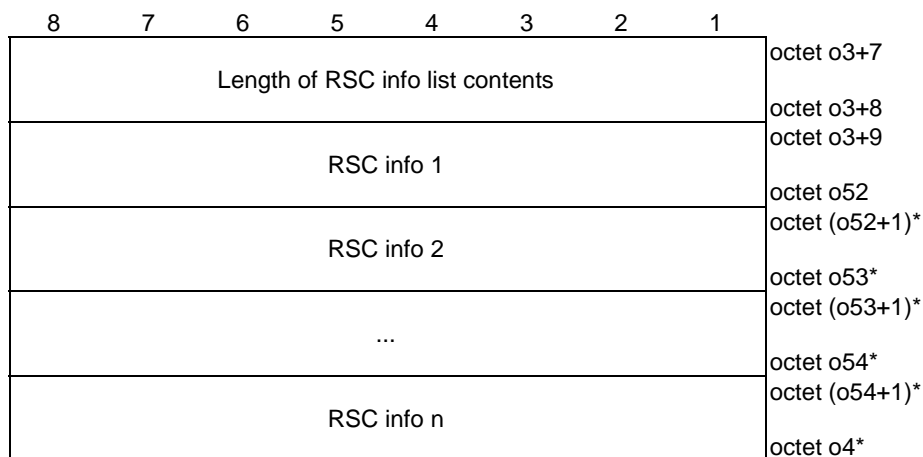 8 7 6 5 4 3 2 1
octet o3+7
Length of RSC info list contents
octet o3+8
octet o3+9
RSC info 1
octet o52
octet (o52+1)*
RSC info 2
octet o53*
octet (o53+1)*
...
octet o54*
octet (o54+1)*
RSC info n
octet o4*